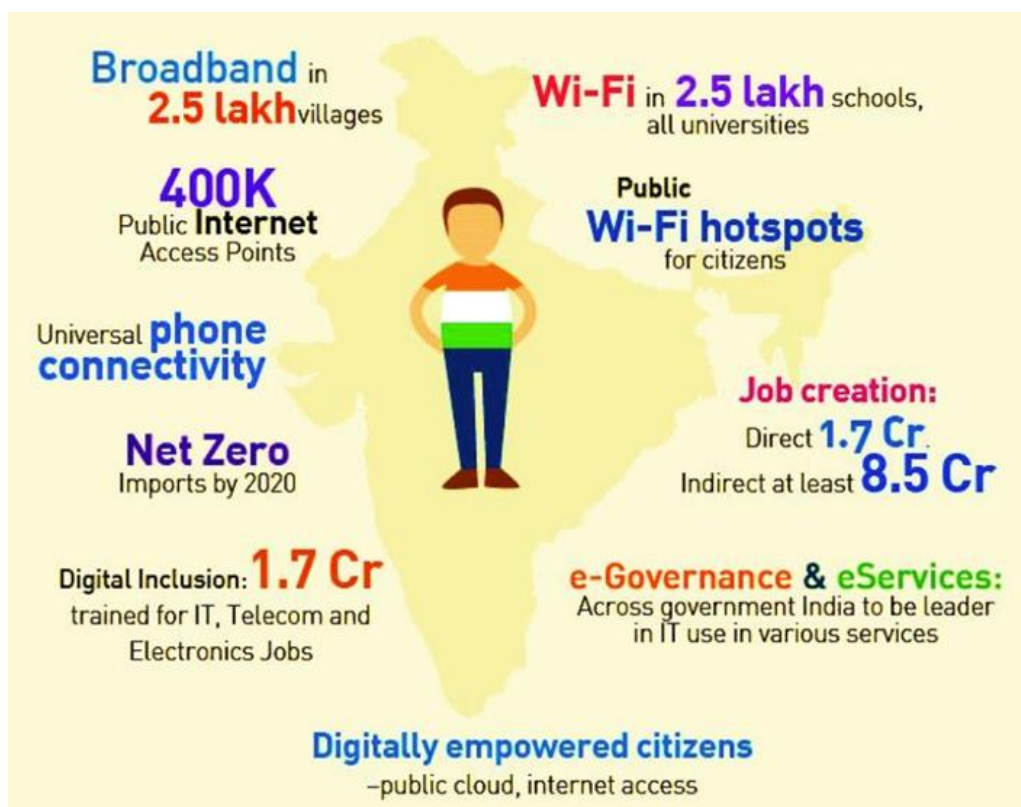 Broadband in
2.5 lakh villages
400K
Public Internet
Access Points
Universal phone
connectivity
Net Zero
Imports by 2020
Digital Inclusion: 1.7 Cr
trained for IT, Telecom and
Electronics Jobs
Wi-Fi in 2.5 lakh schools,
all universities
Public
Wi-Fi hotspots
for citizens
Job creation:
Direct 1.7 Cr.
Indirect at least 8.5 Cr
e-Governance & eServices:
Across government India to be leader
in IT use in various services
Digitally empowered citizens
–public cloud, internet access